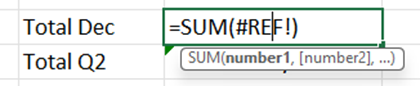 Total Dec =SUM(#REF!)
Total Q2 SUM(number1, [number2], ...)